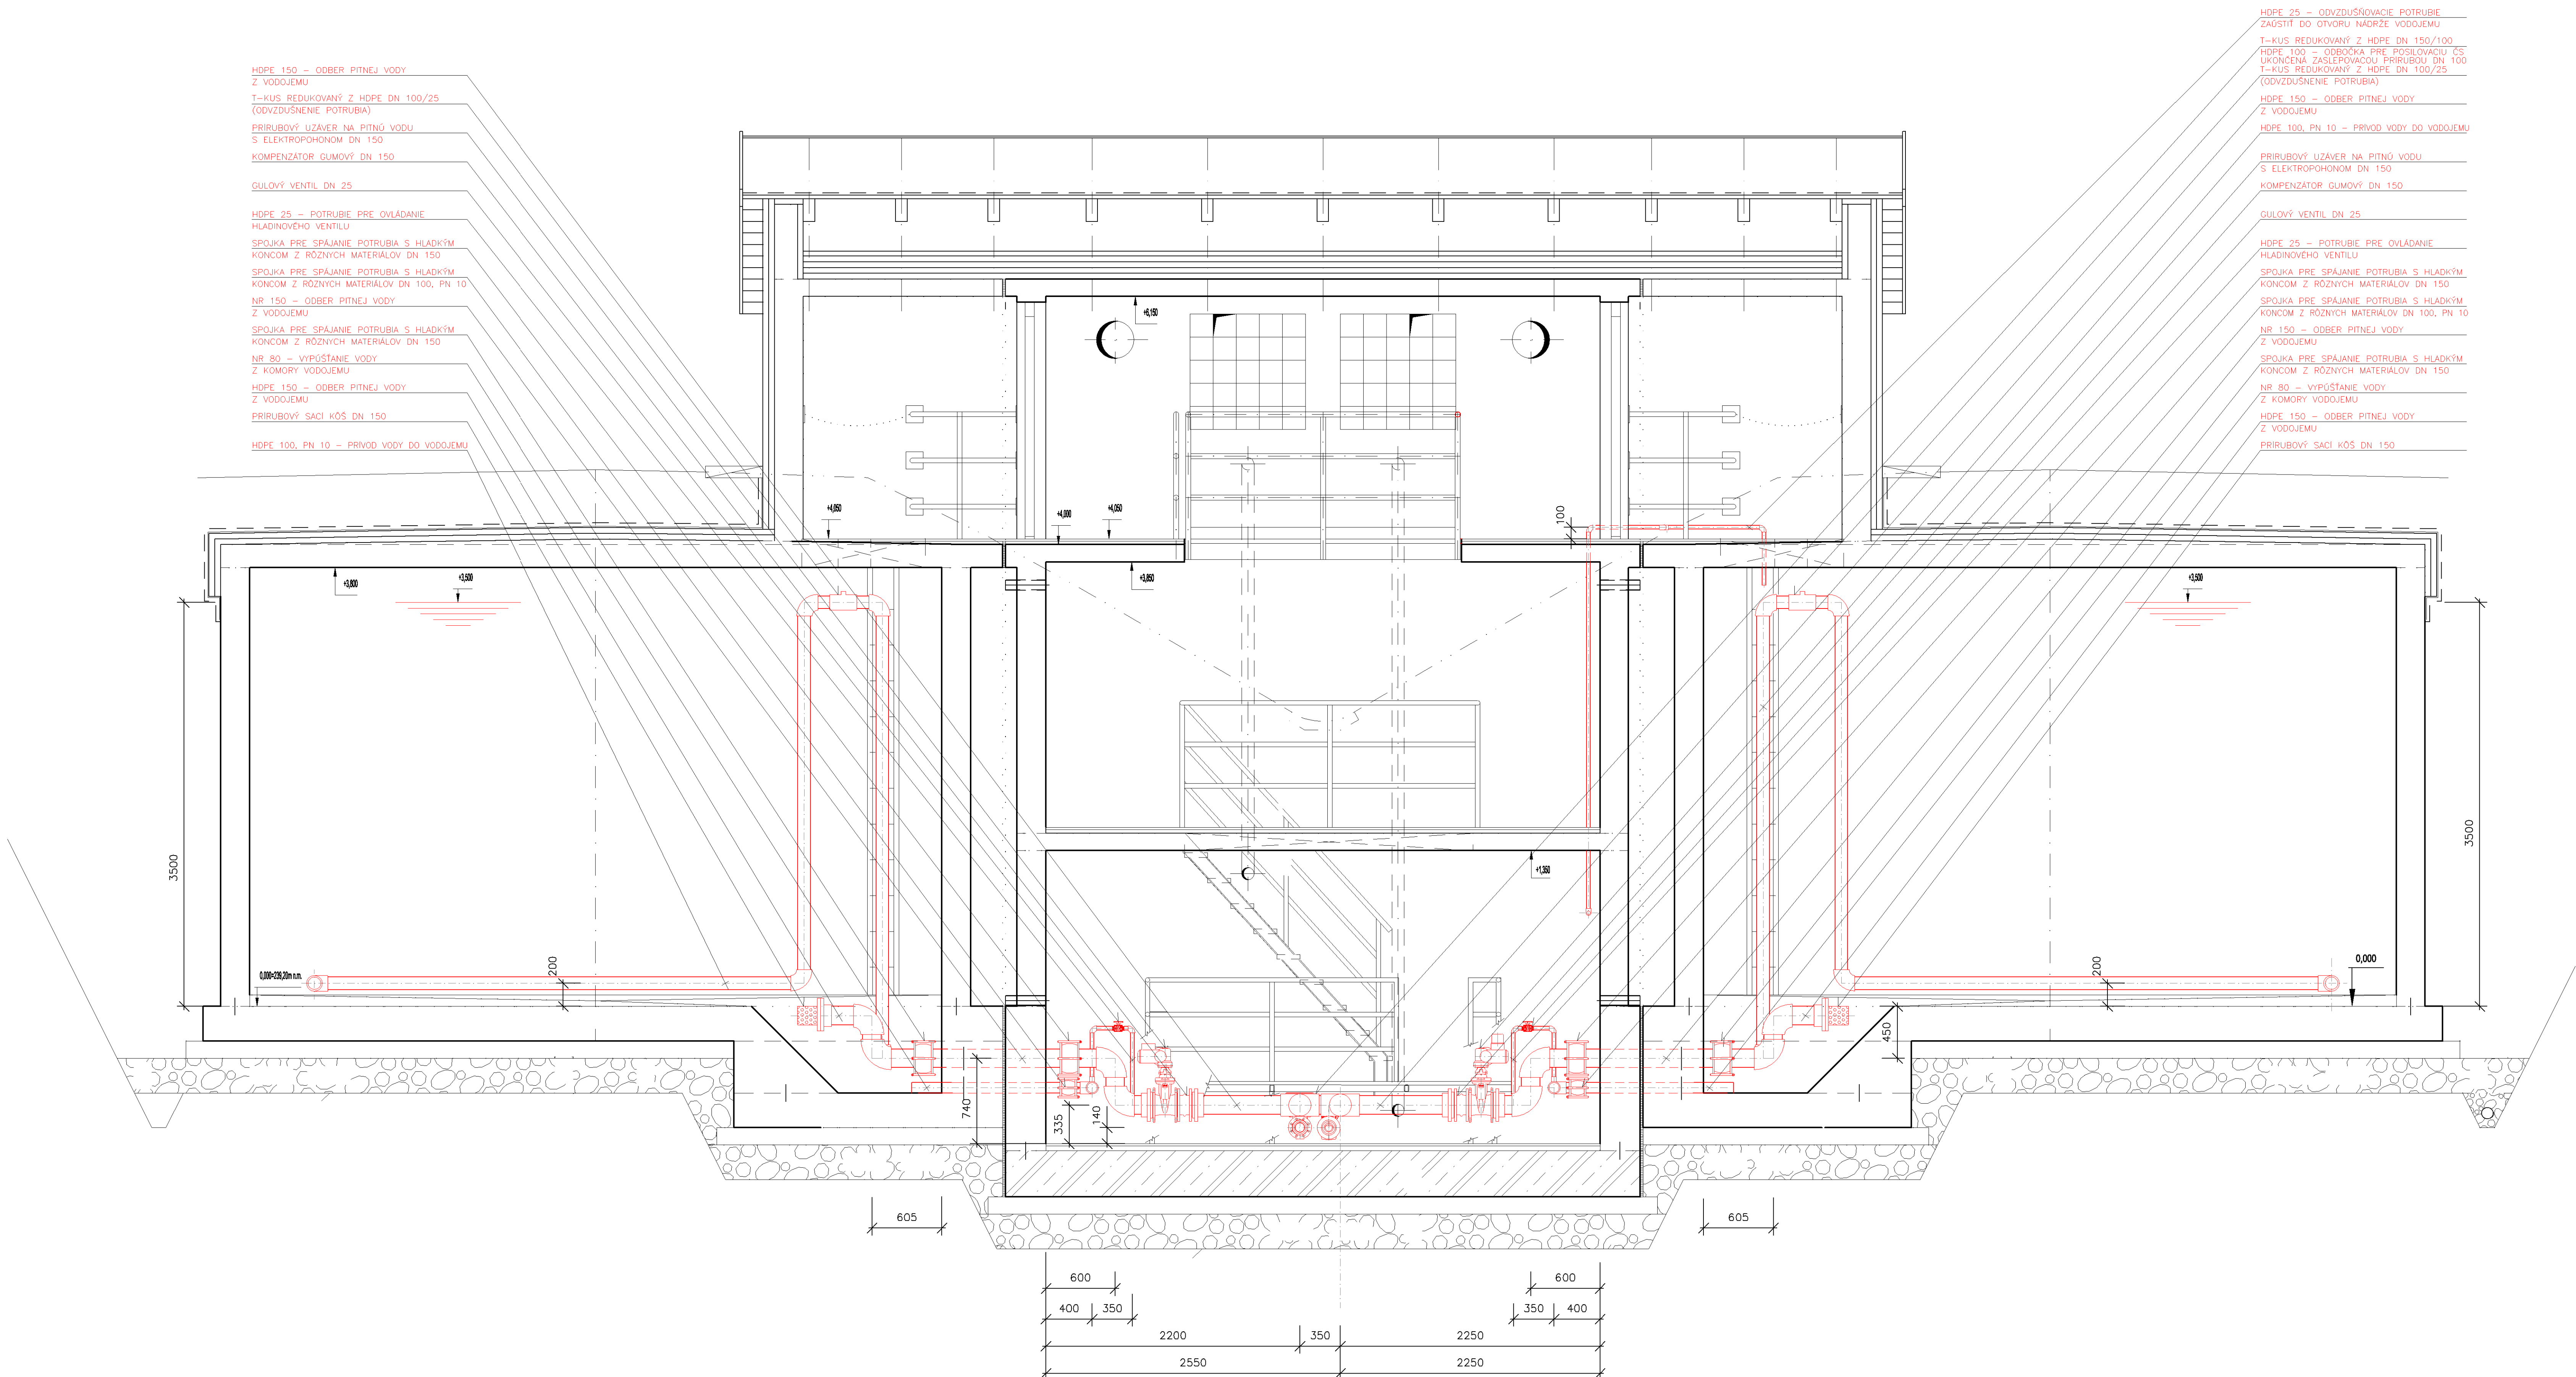 HDPE 150 – ODBER PITNEJ VODY
Z VODOJEMU
T–KUS REDUKOVANÝ Z HDPE DN 100/25
(ODVZDUŠNENIE POTRUBIA)
PRÍRUBOVÝ UZÁVER NA PITNÚ VODU
S ELEKTROPOHONOM DN 150
KOMPENZÁTOR GUMOVÝ DN 150
GULOVÝ VENTIL DN 25
HDPE 25 – POTRUBIE PRE OVLÁDANIE
HLADINOVÉHO VENTILU
SPOJKA PRE SPÁJANIE POTRUBIA S HLADKÝM
KONCOM Z RÔZNYCH MATERIÁLOV DN 150
SPOJKA PRE SPÁJANIE POTRUBIA S HLADKÝM
KONCOM Z RÔZNYCH MATERIÁLOV DN 100, PN 10
NR 150 – ODBER PITNEJ VODY
Z VODOJEMU
SPOJKA PRE SPÁJANIE POTRUBIA S HLADKÝM
KONCOM Z RÔZNYCH MATERIÁLOV DN 150
NR 80 – VYPÚŠŤANIE VODY
Z KOMORY VODOJEMU
HDPE 150 – ODBER PITNEJ VODY
Z VODOJEMU
PRÍRUBOVÝ SACÍ KÔŠ DN 150
HDPE 100, PN 10 – PRÍVOD VODY DO VODOJEMU
HDPE 25 – ODVZDUŠŇOVACIE POTRUBIE
ZAÚSTIŤ DO OTVORU NÁDRŽE VODOJEMU
T–KUS REDUKOVANÝ Z HDPE DN 150/100
HDPE 100 – ODBOČKA PRE POSILOVACIU ČS
UKONČENÁ ZASLEPOVACOU PRÍRUBOU DN 100
T–KUS REDUKOVANÝ Z HDPE DN 100/25
(ODVZDUŠNENIE POTRUBIA)
HDPE 150 – ODBER PITNEJ VODY
Z VODOJEMU
HDPE 100, PN 10 – PRÍVOD VODY DO VODOJEMU
PRÍRUBOVÝ UZÁVER NA PITNÚ VODU
S ELEKTROPOHONOM DN 150
KOMPENZÁTOR GUMOVÝ DN 150
GULOVÝ VENTIL DN 25
HDPE 25 – POTRUBIE PRE OVLÁDANIE
HLADINOVÉHO VENTILU
SPOJKA PRE SPÁJANIE POTRUBIA S HLADKÝM
KONCOM Z RÔZNYCH MATERIÁLOV DN 150
SPOJKA PRE SPÁJANIE POTRUBIA S HLADKÝM
KONCOM Z RÔZNYCH MATERIÁLOV DN 100, PN 10
NR 150 – ODBER PITNEJ VODY
Z VODOJEMU
SPOJKA PRE SPÁJANIE POTRUBIA S HLADKÝM
KONCOM Z RÔZNYCH MATERIÁLOV DN 150
NR 80 – VYPÚŠŤANIE VODY
Z KOMORY VODOJEMU
HDPE 150 – ODBER PITNEJ VODY
Z VODOJEMU
PRÍRUBOVÝ SACÍ KÔŠ DN 150
+6,150
+4,050
+4,000
+4,050
100
+3,800
+3,500
+3,850
+3,500
3500
3500
+1,350
0,000=239,20m n.m.
200
200
0,000
450
740
335
140
605
605
600
600
400
350
350
400
2200
350
2250
2550
2250